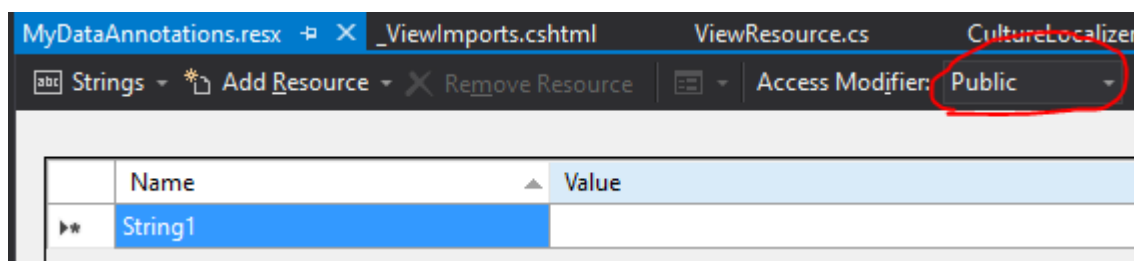 MyDataAnnotations.resx _ViewImports.cshtml ViewResource.cs CultureLocalizer
Strings Add Resource Remove Resource Access Modifier: Public
Name Value
String1